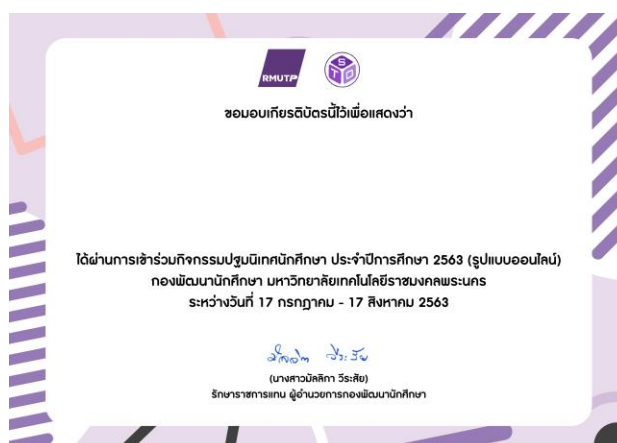 RMUTP
STD
ขอมอบเกียรติบัตรนี้ไว้เพื่อแสดงว่า
ได้ผ่านการเข้าร่วมกิจกรรมปฐมนิเทศนักศึกษา ประจำปีการศึกษา 2563 (รูปแบบออนไลน์)
กองพัฒนานักศึกษา มหาวิทยาลัยเทคโนโลยีราชมงคลพระนคร
ระหว่างวันที่ 17 กรกฎาคม - 17 สิงหาคม 2563
(นางสาวมัลลิกา วีระสัย)
รักษาราชการแทน ผู้อำนวยการกองพัฒนานักศึกษา